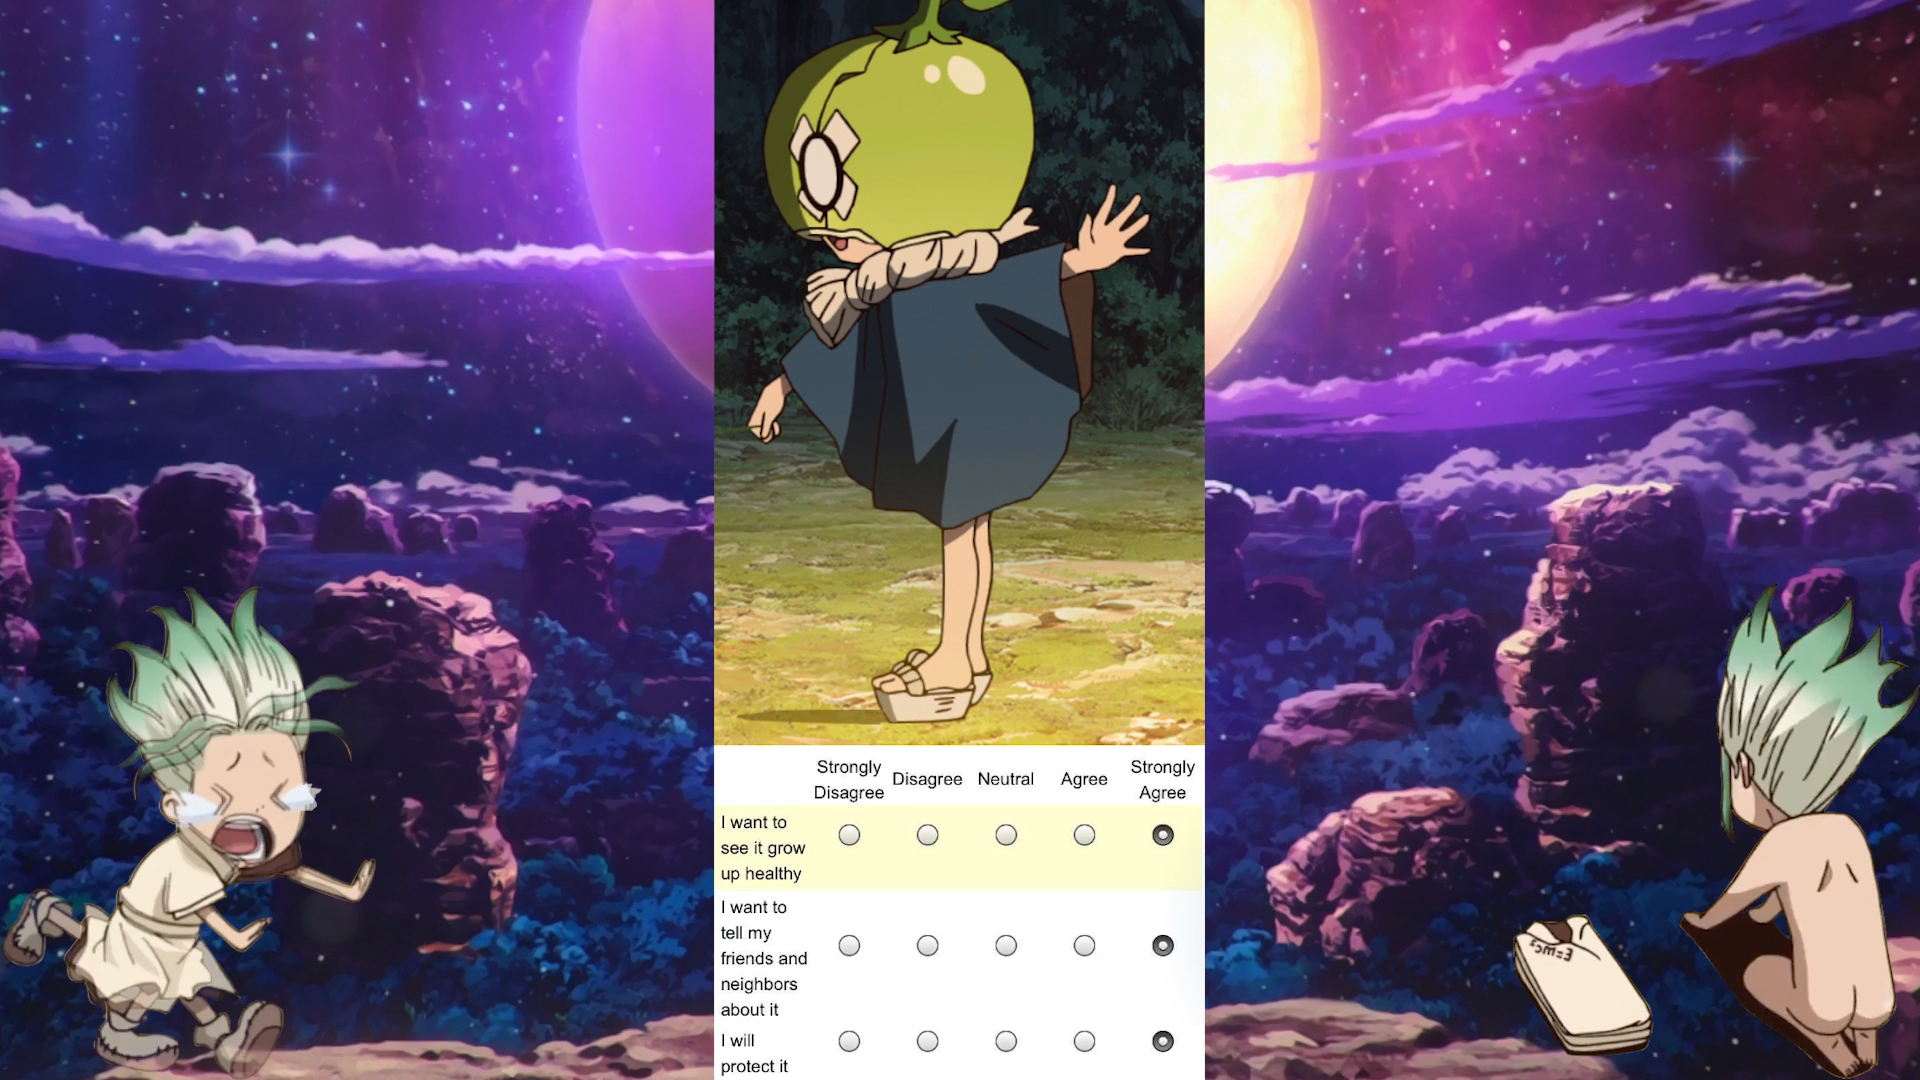 Strongly Disagree
Disagree
Neutral
Agree
Strongly Agree
I want to
see it grow
up healthy
I want to
tell my
friends and
neighbors
about it
I will
protect it
E=mc²